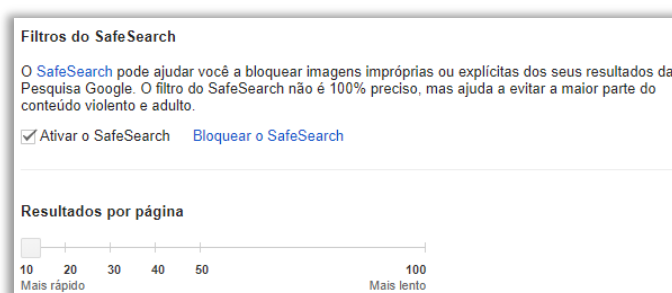 Filtros do SafeSearch
O SafeSearch pode ajudar você a bloquear imagens impróprias ou explícitas dos seus resultados da
Pesquisa Google. O filtro do SafeSearch não é 100% preciso, mas ajuda a evitar a maior parte do
conteúdo violento e adulto.
Ativar o SafeSearch Bloquear o SafeSearch
Resultados por página
10 20 30 40 50 100
Mais rápido Mais lento